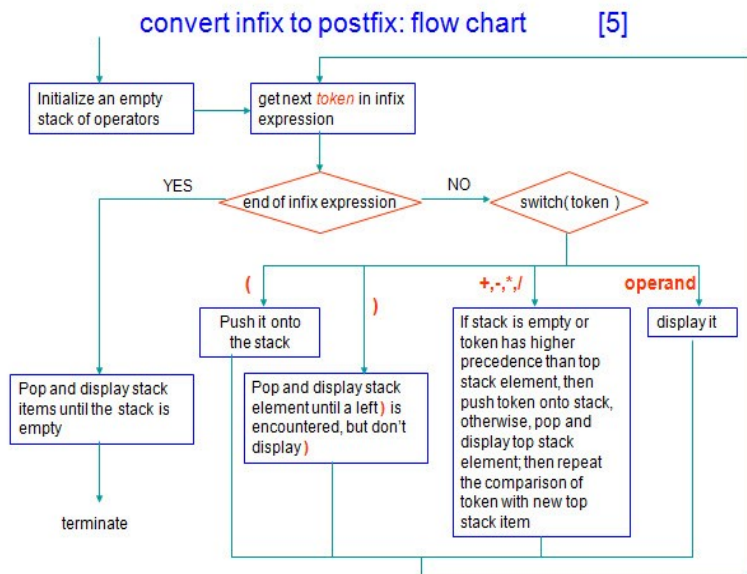 convert infix to postfix: flow chart [5]
Initialize an empty
stack of operators
get next token in infix
expression
YES
end of infix expression
NO
switch( token )
(
)
+,-,*,/
operand
Push it onto
the stack
Pop and display stack
element until a left ) is
encountered, but don't
display )
If stack is empty or
token has higher
precedence than top
stack element, then
push token onto stack,
otherwise, pop and
display top stack
element; then repeat
the comparison of
token with new top
stack item
display it
Pop and display stack
items until the stack is
empty
terminate